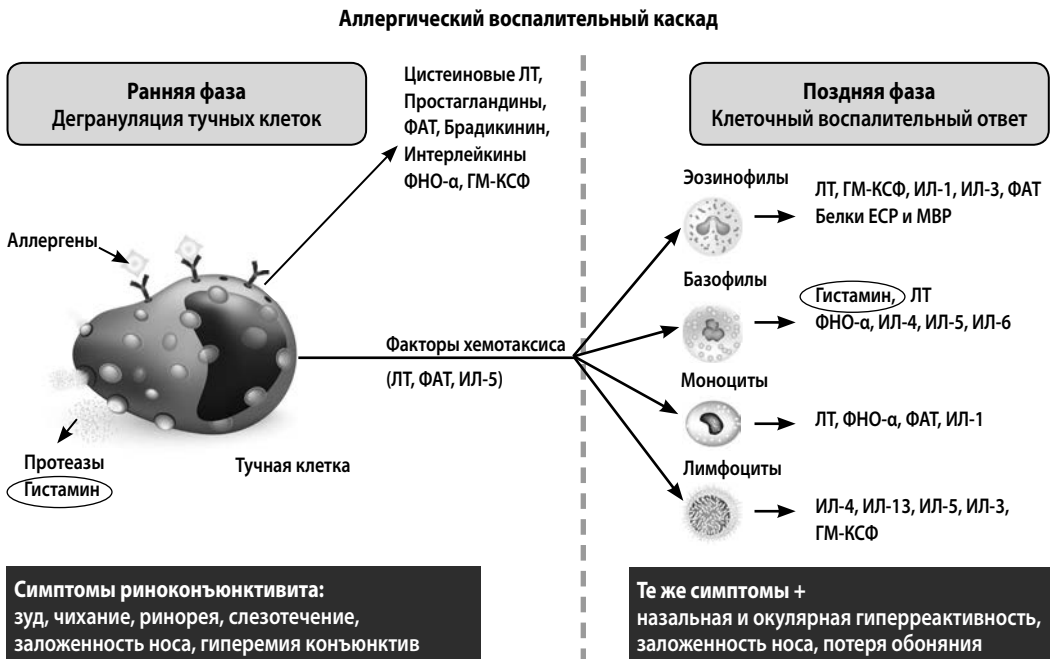 Аллергический воспалительный каскад
Ранняя фаза
Дегрануляция тучных клеток
Цистеиновые ЛТ,
Простагландины,
ФАТ, Брадикинин,
Интерлейкины
ФНО-α, ГМ-КСФ
Аллергены
Протеазы
Гистамин
Тучная клетка
Факторы хемотаксиса
(ЛТ, ФАТ, ИЛ-5)
Симптомы риноконъюнктивита:
зуд, чихание, ринорея, слезотечение,
заложенность носа, гиперемия конъюнктив
Поздняя фаза
Клеточный воспалительный ответ
Эозинофилы
ЛТ, ГМ-КСФ, ИЛ-1, ИЛ-3, ФАТ
Белки ECP и MBP
Базофилы
Гистамин, ЛТ
ФНО-α, ИЛ-4, ИЛ-5, ИЛ-6
Моноциты
ЛТ, ФНО-α, ФАТ, ИЛ-1
Лимфоциты
ИЛ-4, ИЛ-13, ИЛ-5, ИЛ-3,
ГМ-КСФ
Те же симптомы +
назальная и окулярная гиперреактивность,
заложенность носа, потеря обоняния